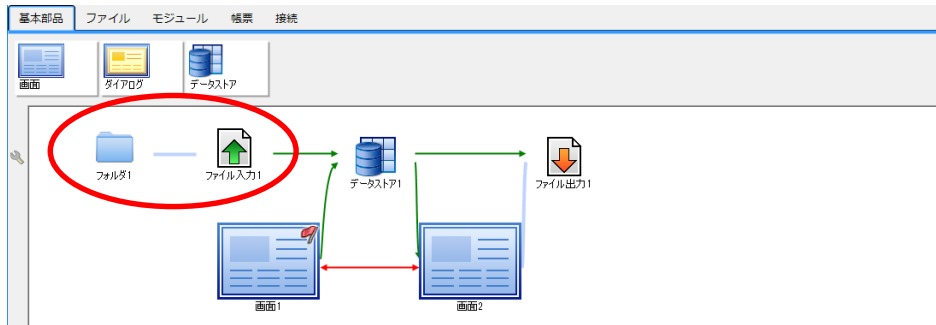 基本部品 ファイル モジュール 帳票 接続
画面 ダイアログ データストア
フォルダ1 ファイル入力1 データストア1 ファイル出力1
画面1 画面2